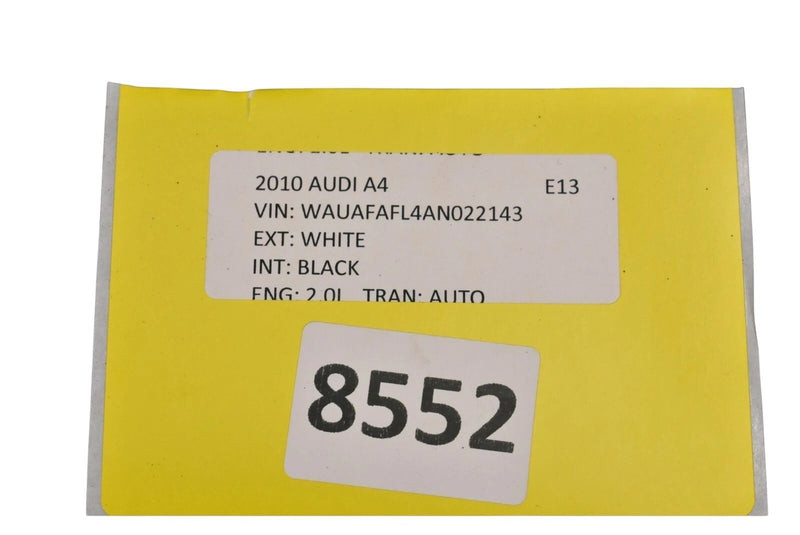 2010 AUDI A4 E13
VIN: WAUAFAFL4AN022143
EXT: WHITE
INT: BLACK
ENG: 2.0L TRAN: AUTO
8552